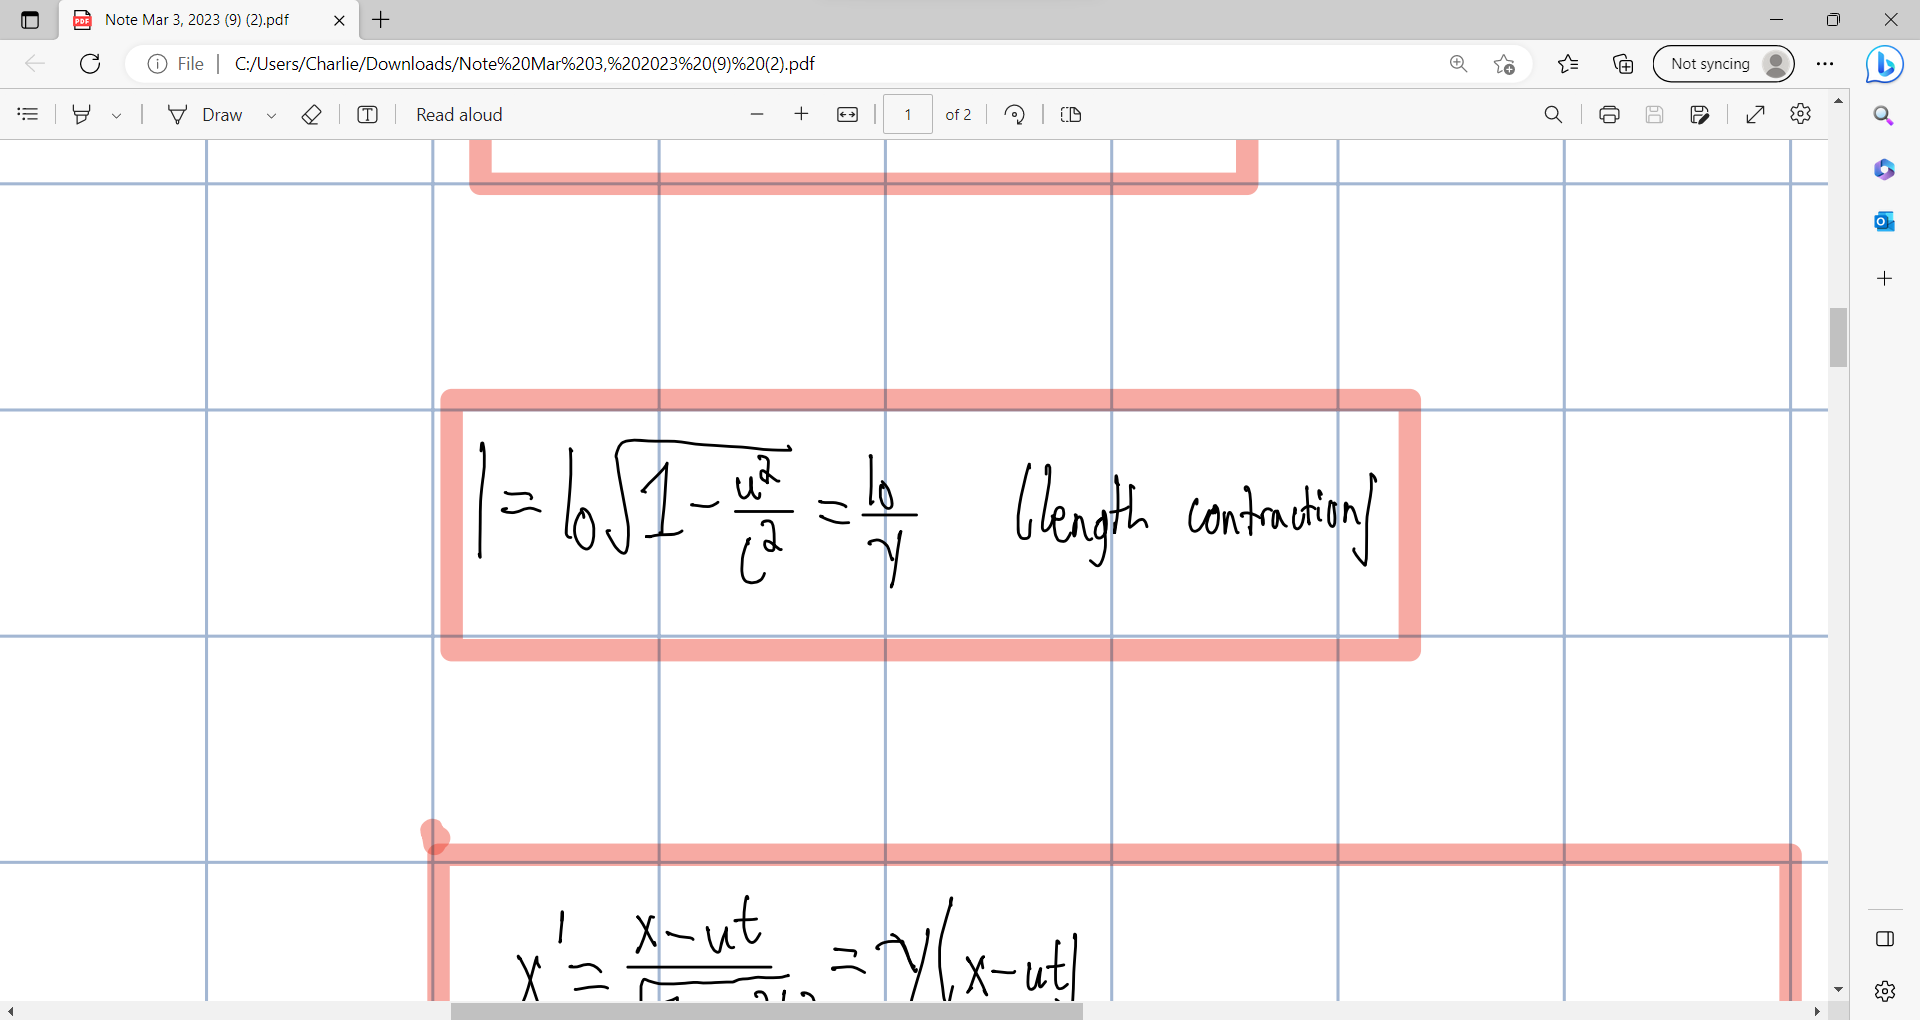 Note Mar 3, 2023 (9) (2).pdf
File | C:/Users/Charlie/Downloads/Note%20Mar%203,%202023%20(9)%20(2).pdf
Not syncing
Draw
Read aloud
1 of 2
l = l₀√(1 - u²/c²) = l₀/γ (length contraction)
x' = x-ut/√ = γ(x-ut)